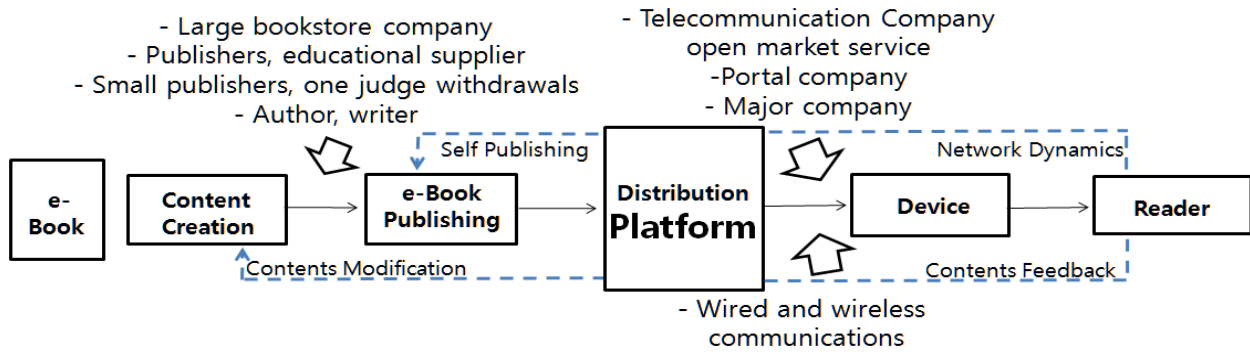 - Large bookstore company
- Publishers, educational supplier
- Small publishers, one judge withdrawals
- Author, writer
- Telecommunication Company
open market service
-Portal company
- Major company
Self Publishing
Network Dynamics
e-
Book
Content
Creation
e-Book
Publishing
Distribution
Platform
Device
Reader
Contents Modification
Contents Feedback
- Wired and wireless
communications